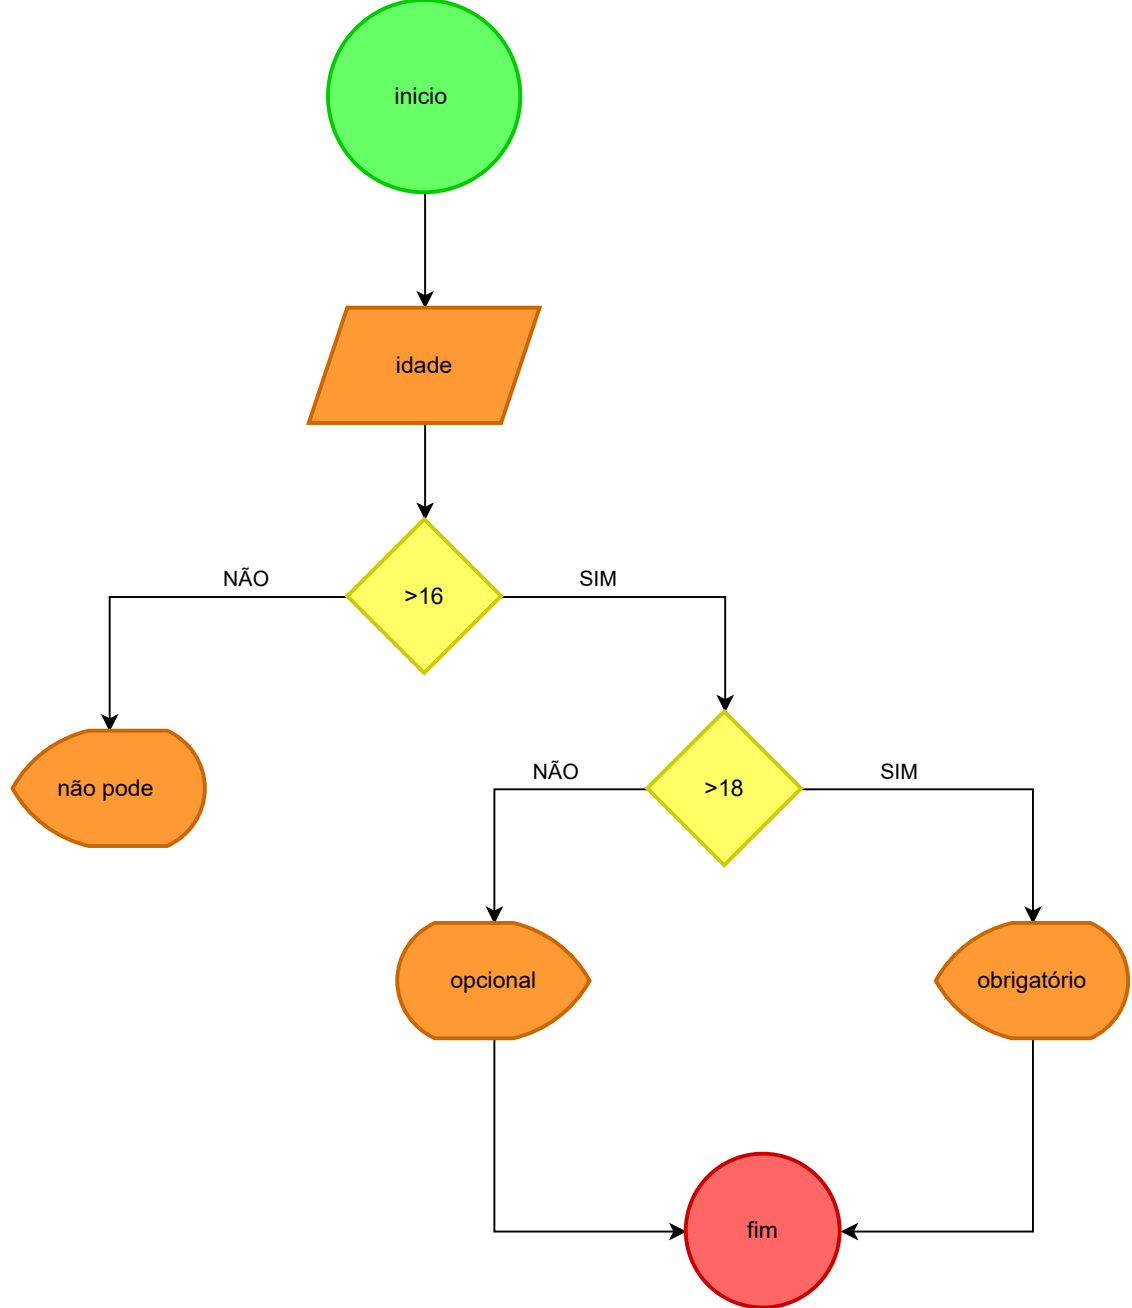 inicio
idade
>16
NÃO
SIM
não pode
>18
NÃO
SIM
opcional
obrigatório
fim